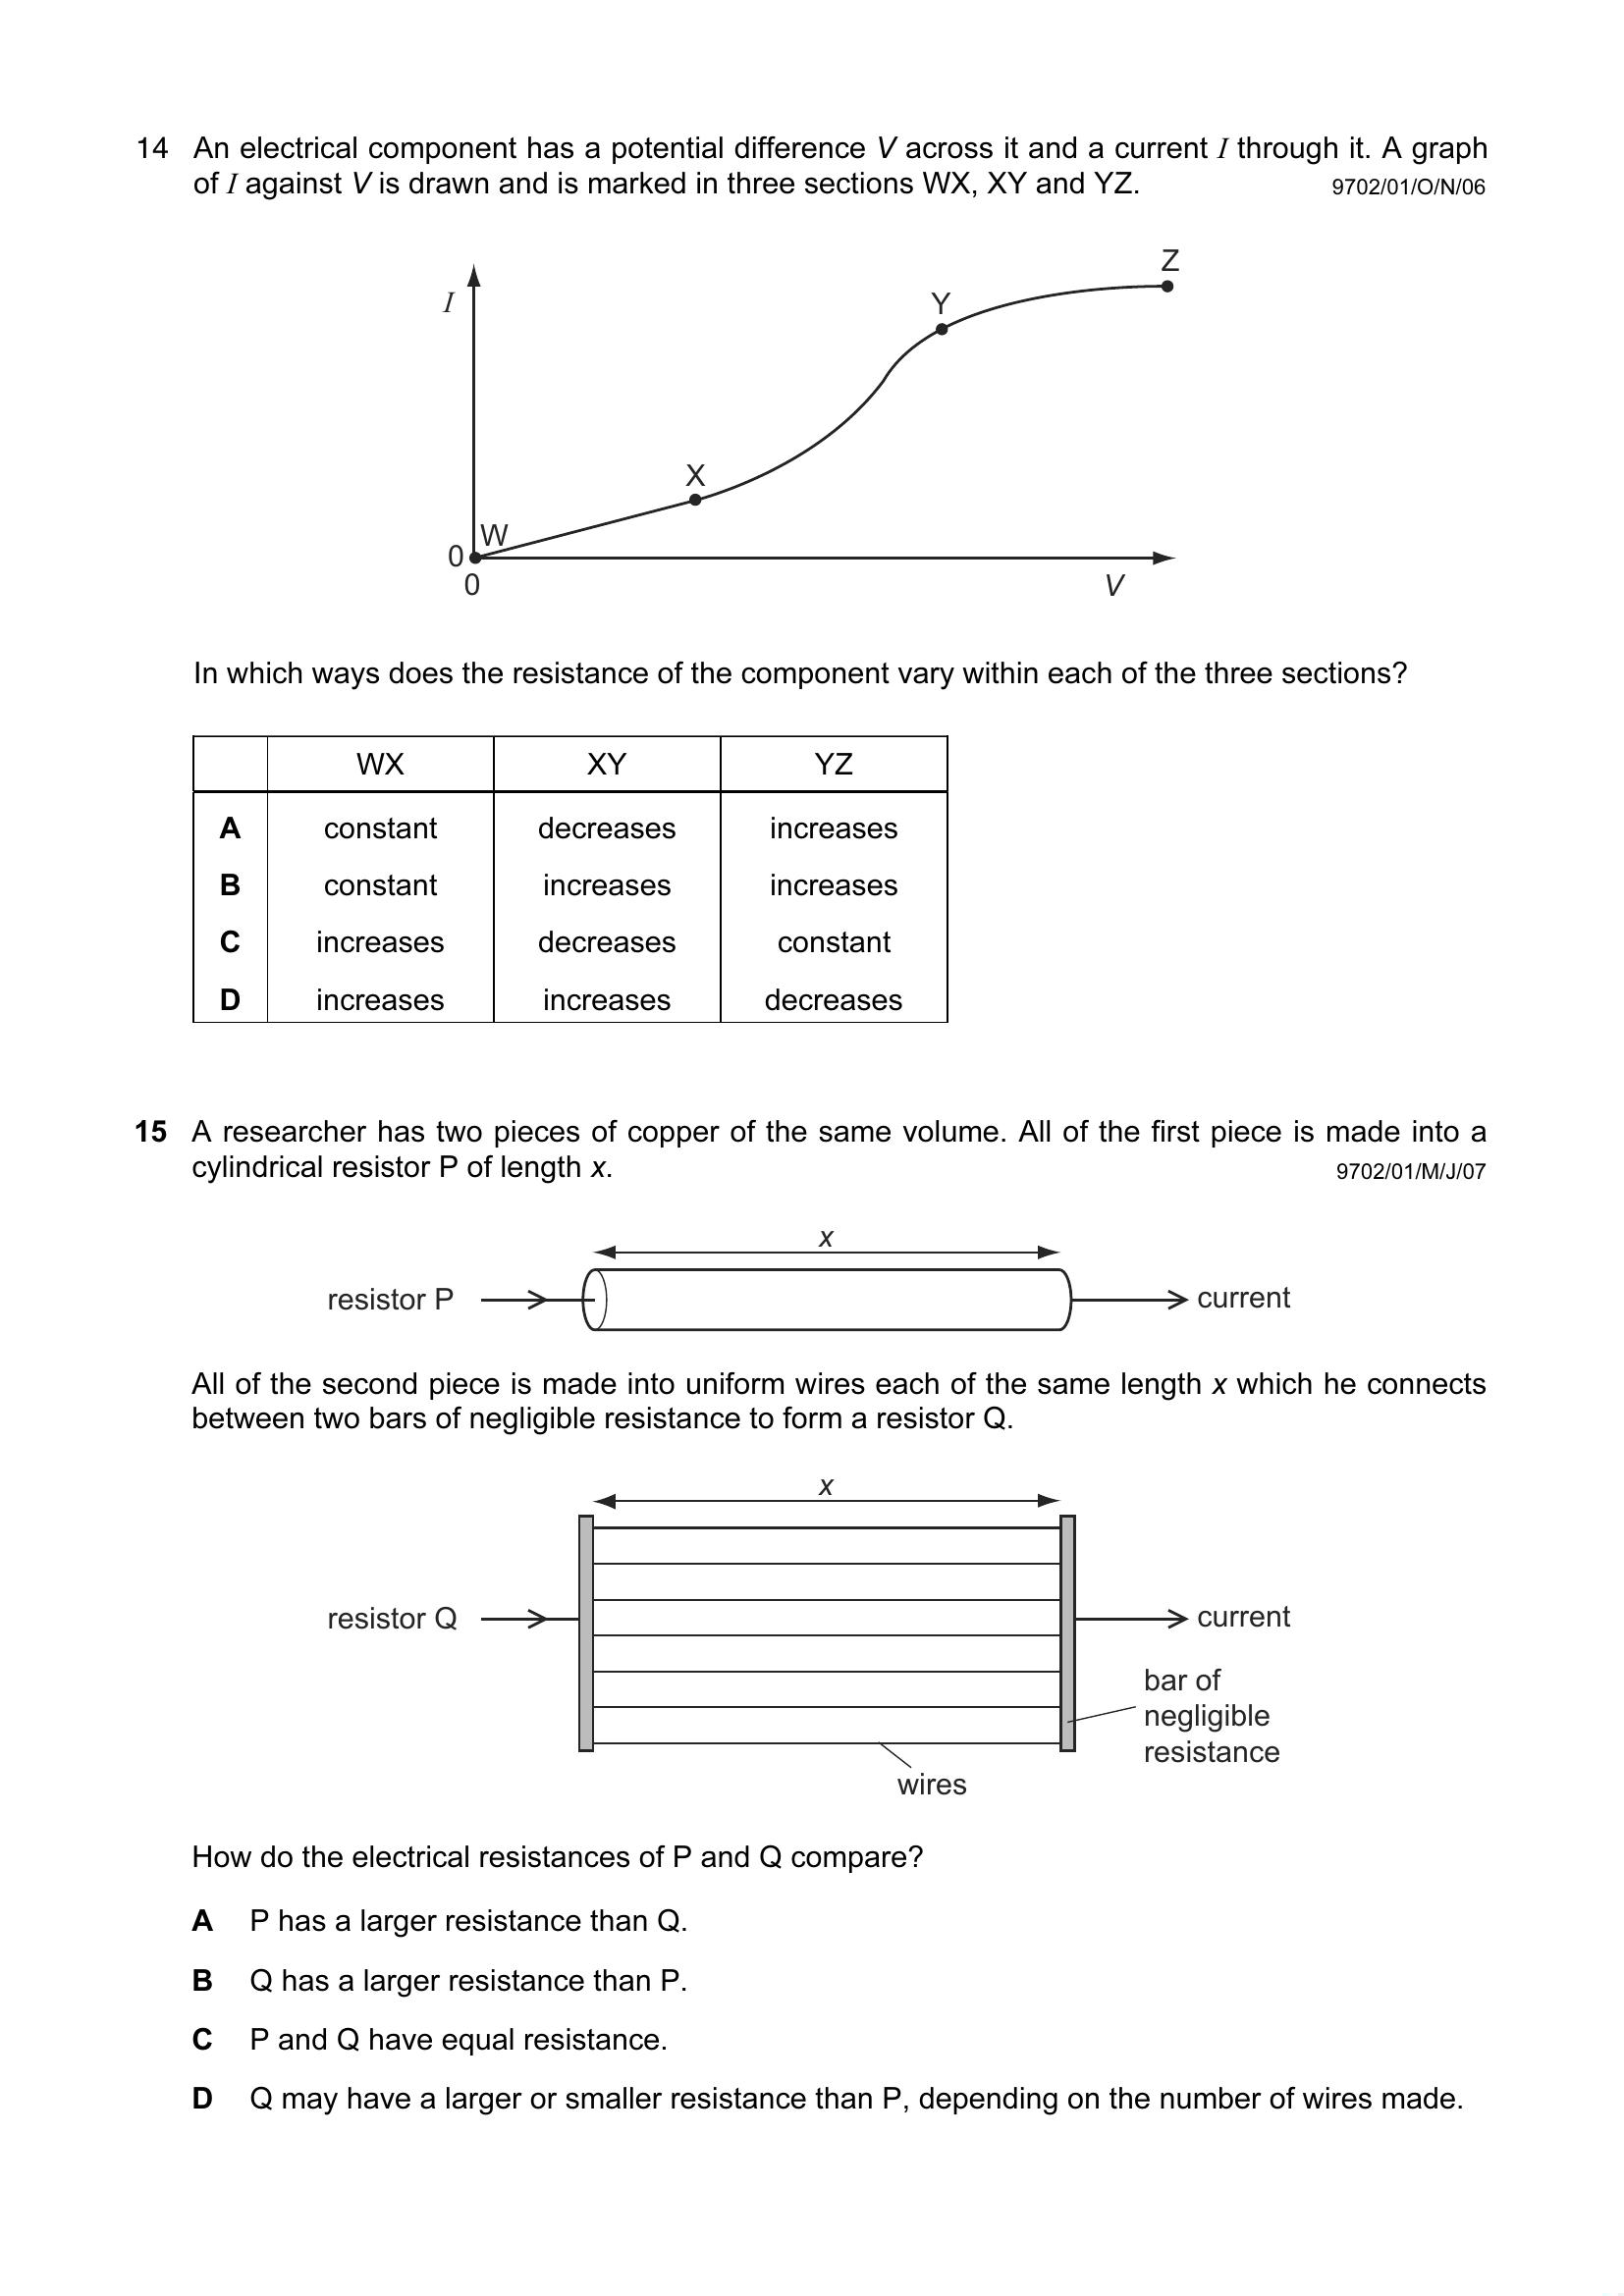 14 An electrical component has a potential difference V across it and a current I through it. A graph
of I against V is drawn and is marked in three sections WX, XY and YZ. 9702/01/O/N/06
Z
Y
I
X
W
0
0
V
In which ways does the resistance of the component vary within each of the three sections?
WX XY YZ
A constant decreases increases
B constant increases increases
C increases decreases constant
D increases increases decreases
15 A researcher has two pieces of copper of the same volume. All of the first piece is made into a
cylindrical resistor P of length x. 9702/01/M/J/07
x
resistor P current
All of the second piece is made into uniform wires each of the same length x which he connects
between two bars of negligible resistance to form a resistor Q.
x
resistor Q current
bar of
negligible
resistance
wires
How do the electrical resistances of P and Q compare?
A P has a larger resistance than Q.
B Q has a larger resistance than P.
C P and Q have equal resistance.
D Q may have a larger or smaller resistance than P, depending on the number of wires made.